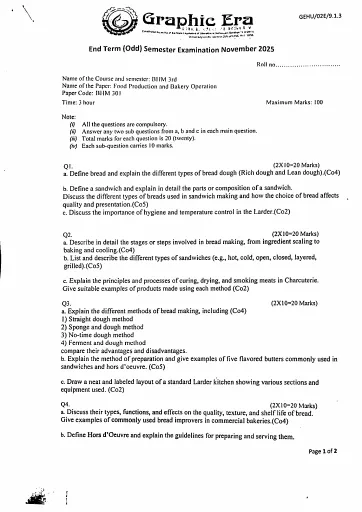 GEHU/02E/9.1.3
Graphic Era
End Term (Odd) Semester Examination November 2025
Roll no.............................
Name of the Course and semester: BHM 3rd
Name of the Paper: Food Production and Bakery Operation
Paper Code: BHM 301
Time: 3 hour Maximum Marks: 100
Note:
(i) All the questions are compulsory.
(ii) Answer any two sub questions from a, b and c in each main question.
(iii) Total marks for each question is 20 (twenty).
(iv) Each sub-question carries 10 marks.
Q1. (2X10=20 Marks)
a. Define bread and explain the different types of bread dough (Rich dough and Lean dough).(Co4)
b. Define a sandwich and explain in detail the parts or composition of a sandwich.
Discuss the different types of breads used in sandwich making and how the choice of bread affects
quality and presentation.(Co5)
c. Discuss the importance of hygiene and temperature control in the Larder.(Co2)
Q2. (2X10=20 Marks)
a. Describe in detail the stages or steps involved in bread making, from ingredient scaling to
baking and cooling.(Co4)
b. List and describe the different types of sandwiches (e.g., hot, cold, open, closed, layered,
grilled).(Co5)
c. Explain the principles and processes of curing, drying, and smoking meats in Charcuterie.
Give suitable examples of products made using each method (Co2)
Q3. (2X10=20 Marks)
a. Explain the different methods of bread making, including (Co4)
1) Straight dough method
2) Sponge and dough method
3) No-time dough method
4) Ferment and dough method
compare their advantages and disadvantages.
b. Explain the method of preparation and give examples of five flavored butters commonly used in
sandwiches and hors d'oeuvre. (Co5)
c. Draw a neat and labeled layout of a standard Larder kitchen showing various sections and
equipment used. (Co2)
Q4. (2X10=20 Marks)
a. Discuss their types, functions, and effects on the quality, texture, and shelf life of bread.
Give examples of commonly used bread improvers in commercial bakeries.(Co4)
b. Define Hors d'Oeuvre and explain the guidelines for preparing and serving them.
Page 1 of 2